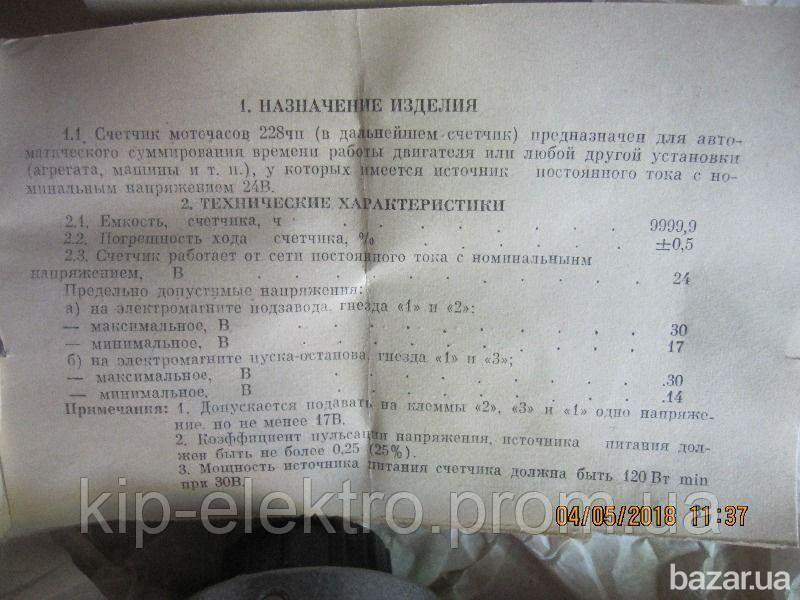 1. НАЗНАЧЕНИЕ ИЗДЕЛИЯ
1.1. Счетчик моточасов 228чп (в дальнейшем счетчик) предназначен для авто-
матического суммирования времени работы двигателя или любой другой установки
(агрегата, машины и т. п.), у которых имеется источник постоянного тока с но-
минальным напряжением 24В.
2. ТЕХНИЧЕСКИЕ ХАРАКТЕРИСТИКИ
2.1. Емкость, счетчика, ч . . . . . . . . 9999,9
2.2. Погрешность хода счетчика, % . . . . . . ±0,5
2.3. Счетчик работает от сети постоянного тока с номинальным
напряжением, В . . . . . . . . . 24
Предельно допустимые напряжения:
а) на электромагните подзавода, гнезда «1» и «2»:
— максимальное, В . . . . . . . . 30
— минимальное, В . . . . . . . . 17
б) на электромагните пуска-останова, гнезда «1» и «3»;
— максимальное, В . . . . . . . . .30
— минимальное, В . . . . . . . . .14
Примечания: 1. Допускается подавать на клеммы «2», «3» и «1» одно напряже-
ние, но не менее 17В.
2. Коэффициент пульсации напряжения, источника питания дол-
жен быть не более 0,25 (25%).
3. Мощность источника питания счетчика должна быть 120 Вт min
при 30В.
kip-elektro.prom.ua
04/05/2018 11:37
bazar.ua